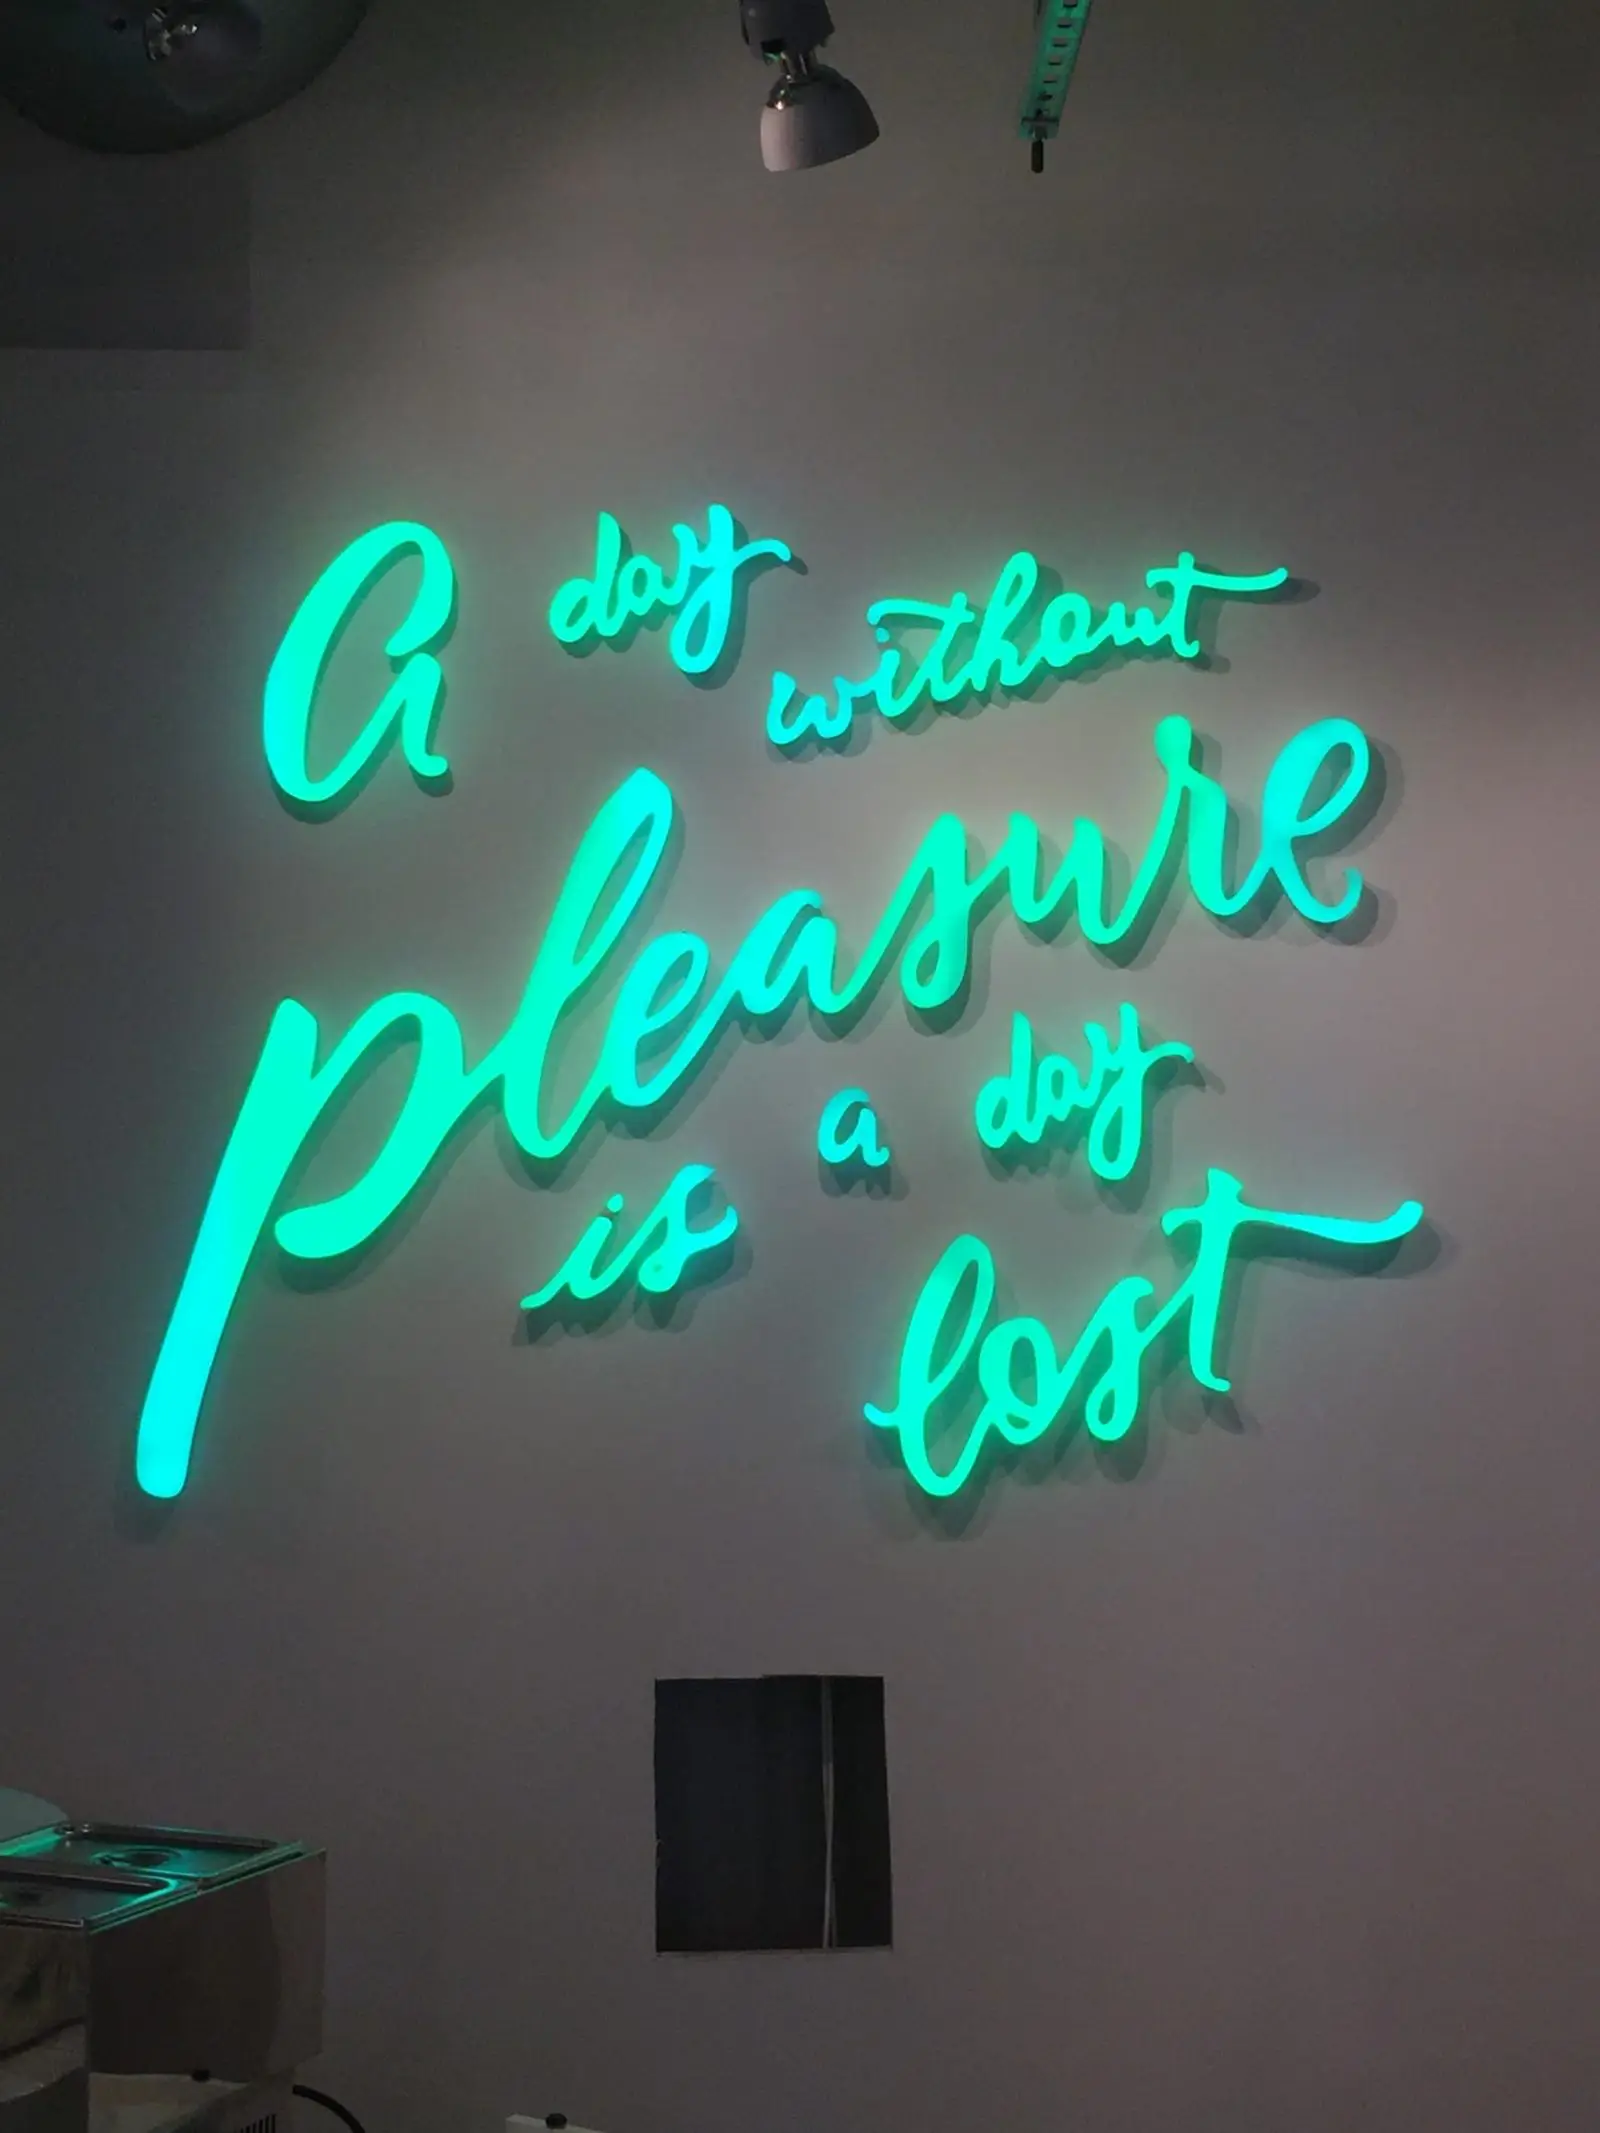 A day without
pleasure
is a day
lost